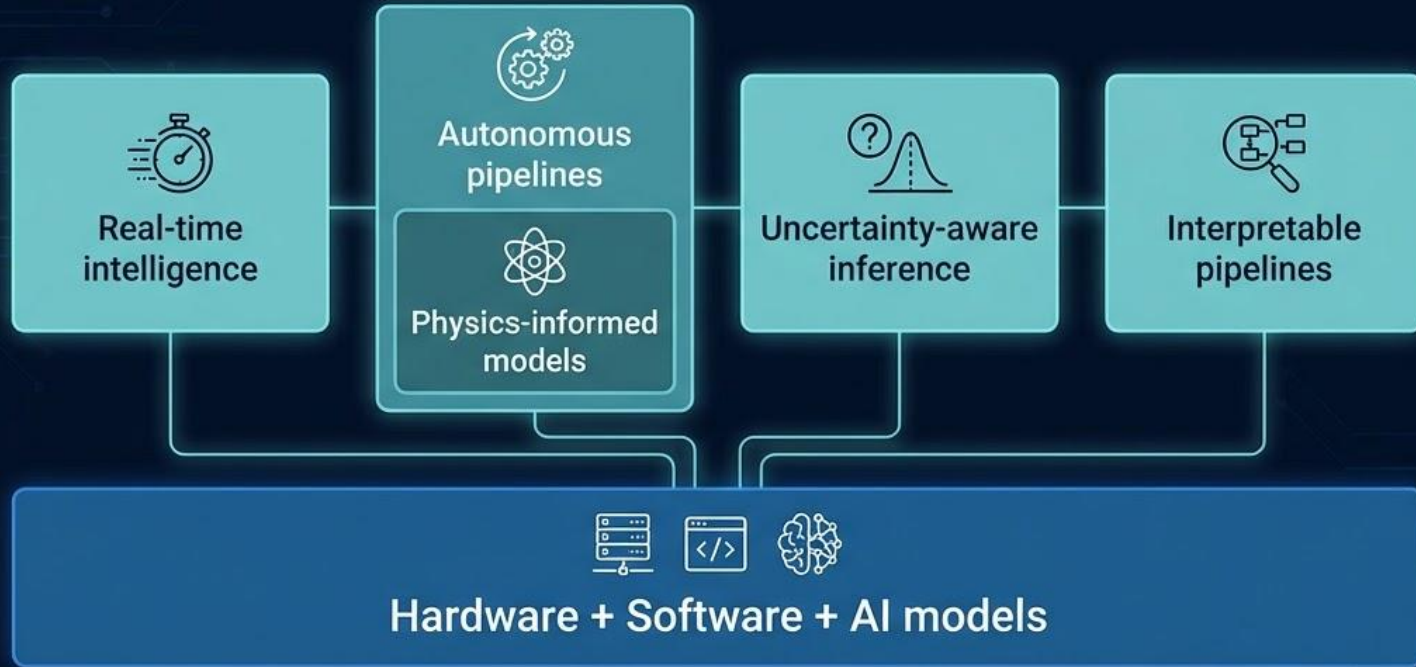 Real-time
intelligence
Autonomous
pipelines
Physics-informed
models
?
Uncertainty-aware
inference
Interpretable
pipelines
</>
Hardware + Software + AI models